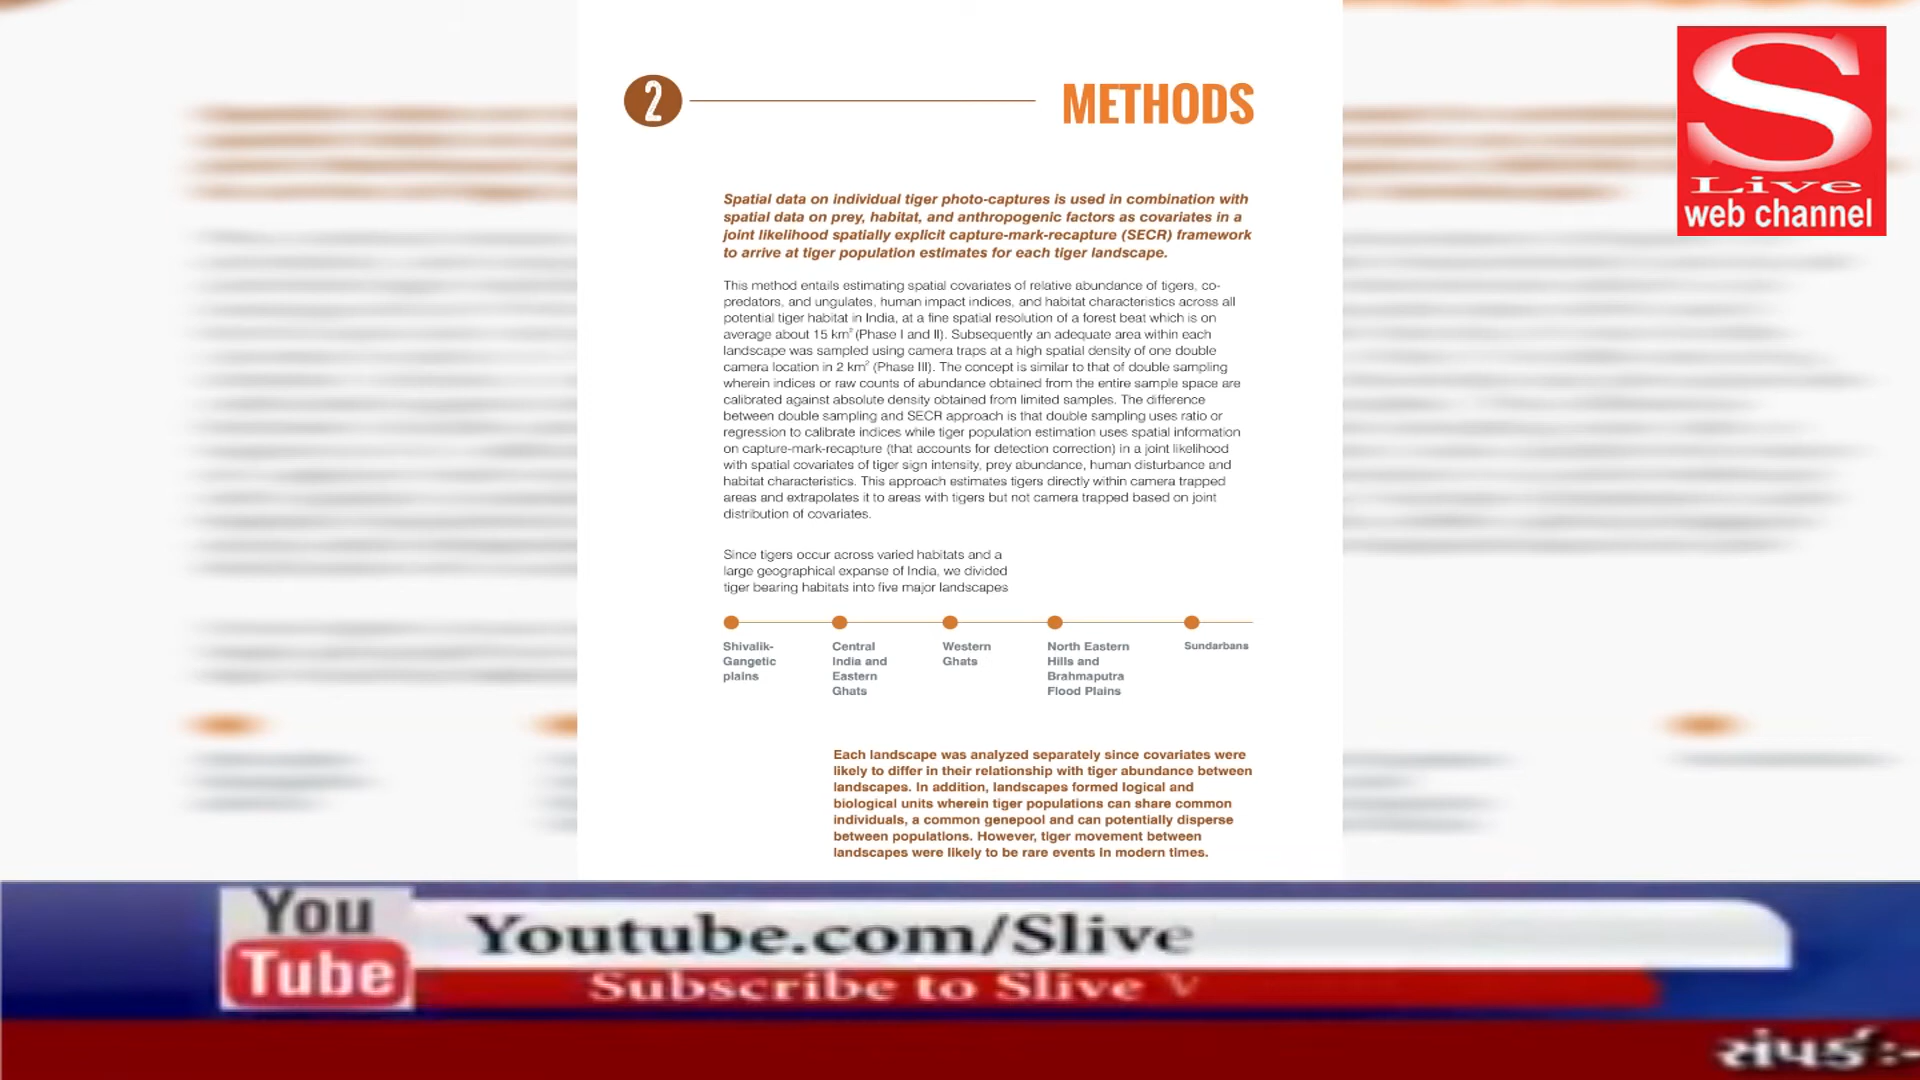 2
METHODS
Spatial data on individual tiger photo-captures is used in combination with
spatial data on prey, habitat, and anthropogenic factors as covariates in a
joint likelihood spatially explicit capture-mark-recapture (SECR) framework
to arrive at tiger population estimates for each tiger landscape.
This method entails estimating spatial covariates of relative abundance of tigers, co-
predators, and ungulates, human impact indices, and habitat characteristics across all
potential tiger habitat in India, at a fine spatial resolution of a forest beat which is on
average about 15 km² (Phase I and II). Subsequently an adequate area within each
landscape was sampled using camera traps at a high spatial density of one double
camera location in 2 km² (Phase III). The concept is similar to that of double sampling
wherein indices or raw counts of abundance obtained from the entire sample space are
calibrated against absolute density obtained from limited samples. The difference
between double sampling and SECR approach is that double sampling uses ratio or
regression to calibrate indices while tiger population estimation uses spatial information
on capture-mark-recapture (that accounts for detection correction) in a joint likelihood
with spatial covariates of tiger sign intensity, prey abundance, human disturbance and
habitat characteristics. This approach estimates tigers directly within camera trapped
areas and extrapolates it to areas with tigers but not camera trapped based on joint
distribution of covariates.
Since tigers occur across varied habitats and a
large geographical expanse of India, we divided
tiger bearing habitats into five major landscapes
Shivalik-
Gangetic
plains
Central
India and
Eastern
Ghats
Western
Ghats
North Eastern
Hills and
Brahmaputra
Flood Plains
Sundarbans
Each landscape was analyzed separately since covariates were
likely to differ in their relationship with tiger abundance between
landscapes. In addition, landscapes formed logical and
biological units wherein tiger populations can share common
individuals, a common genepool and can potentially disperse
between populations. However, tiger movement between
landscapes were likely to be rare events in modern times.
S
Live
web channel
You
Tube
Youtube.com/Slive
Subscribe to Slive V
સંપર્ક :-